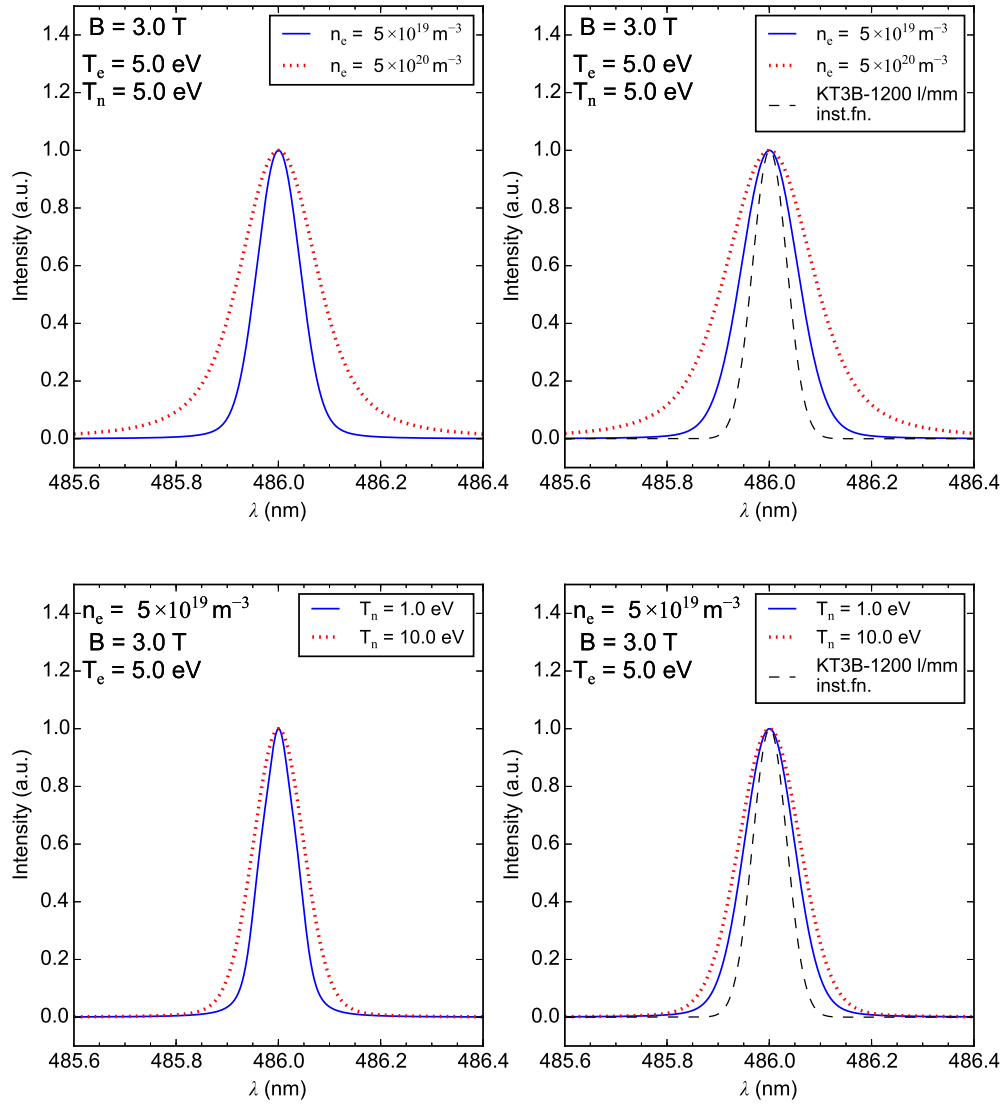 B = 3.0 T
T_e = 5.0 eV
T_n = 5.0 eV
n_e = 5×10^19 m^−3
n_e = 5×10^20 m^−3
1.4
1.2
1.0
0.8
0.6
0.4
0.2
0.0
Intensity (a.u.)
485.6 485.8 486.0 486.2 486.4
λ (nm)
B = 3.0 T
T_e = 5.0 eV
T_n = 5.0 eV
n_e = 5×10^19 m^−3
n_e = 5×10^20 m^−3
KT3B-1200 l/mm
inst.fn.
1.4
1.2
1.0
0.8
0.6
0.4
0.2
0.0
Intensity (a.u.)
485.6 485.8 486.0 486.2 486.4
λ (nm)
n_e = 5×10^19 m^−3
B = 3.0 T
T_e = 5.0 eV
T_n = 1.0 eV
T_n = 10.0 eV
1.4
1.2
1.0
0.8
0.6
0.4
0.2
0.0
Intensity (a.u.)
485.6 485.8 486.0 486.2 486.4
λ (nm)
n_e = 5×10^19 m^−3
B = 3.0 T
T_e = 5.0 eV
T_n = 1.0 eV
T_n = 10.0 eV
KT3B-1200 l/mm
inst.fn.
1.4
1.2
1.0
0.8
0.6
0.4
0.2
0.0
Intensity (a.u.)
485.6 485.8 486.0 486.2 486.4
λ (nm)